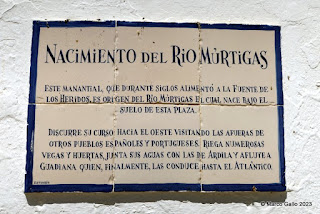 NACIMIENTO DEL RÍO MÚRTIGAS
ESTE MANANTIAL, QUE DURANTE SIGLOS ALIMENTÓ A LA FUENTE DE
LOS HERIDOS, ES ORIGEN DEL RÍO MÚRTIGAS EL CUAL NACE BAJO EL
SUELO DE ESTA PLAZA.
DISCURRE SU CURSO: HACIA EL OESTE VISITANDO LAS AFUERAS DE
OTROS PUEBLOS ESPAÑOLES Y PORTUGUESES. RIEGA NUMEROSAS
VEGAS Y HUERTAS, JUNTA SUS AGUAS CON LAS DE ÁRDILA Y AFLUYE A
GUADIANA QUIEN, FINALMENTE, LAS CONDUCE HASTA EL ATLÁNTICO.
© Marco Gallo 2023